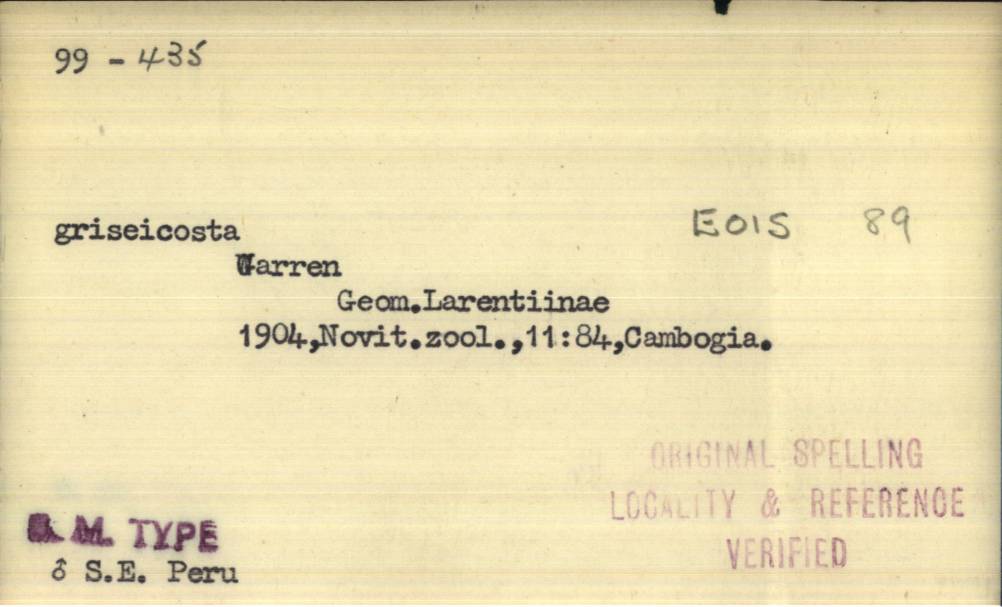 99 - 435
griseicosta
EOIS 89
Warren
Geom.Larentiinae
1904,Novit.zool.,11:84,Cambogia.
ORIGINAL SPELLING
LOCALITY & REFERENCE
VERIFIED
B. M. TYPE
♂ S.E. Peru